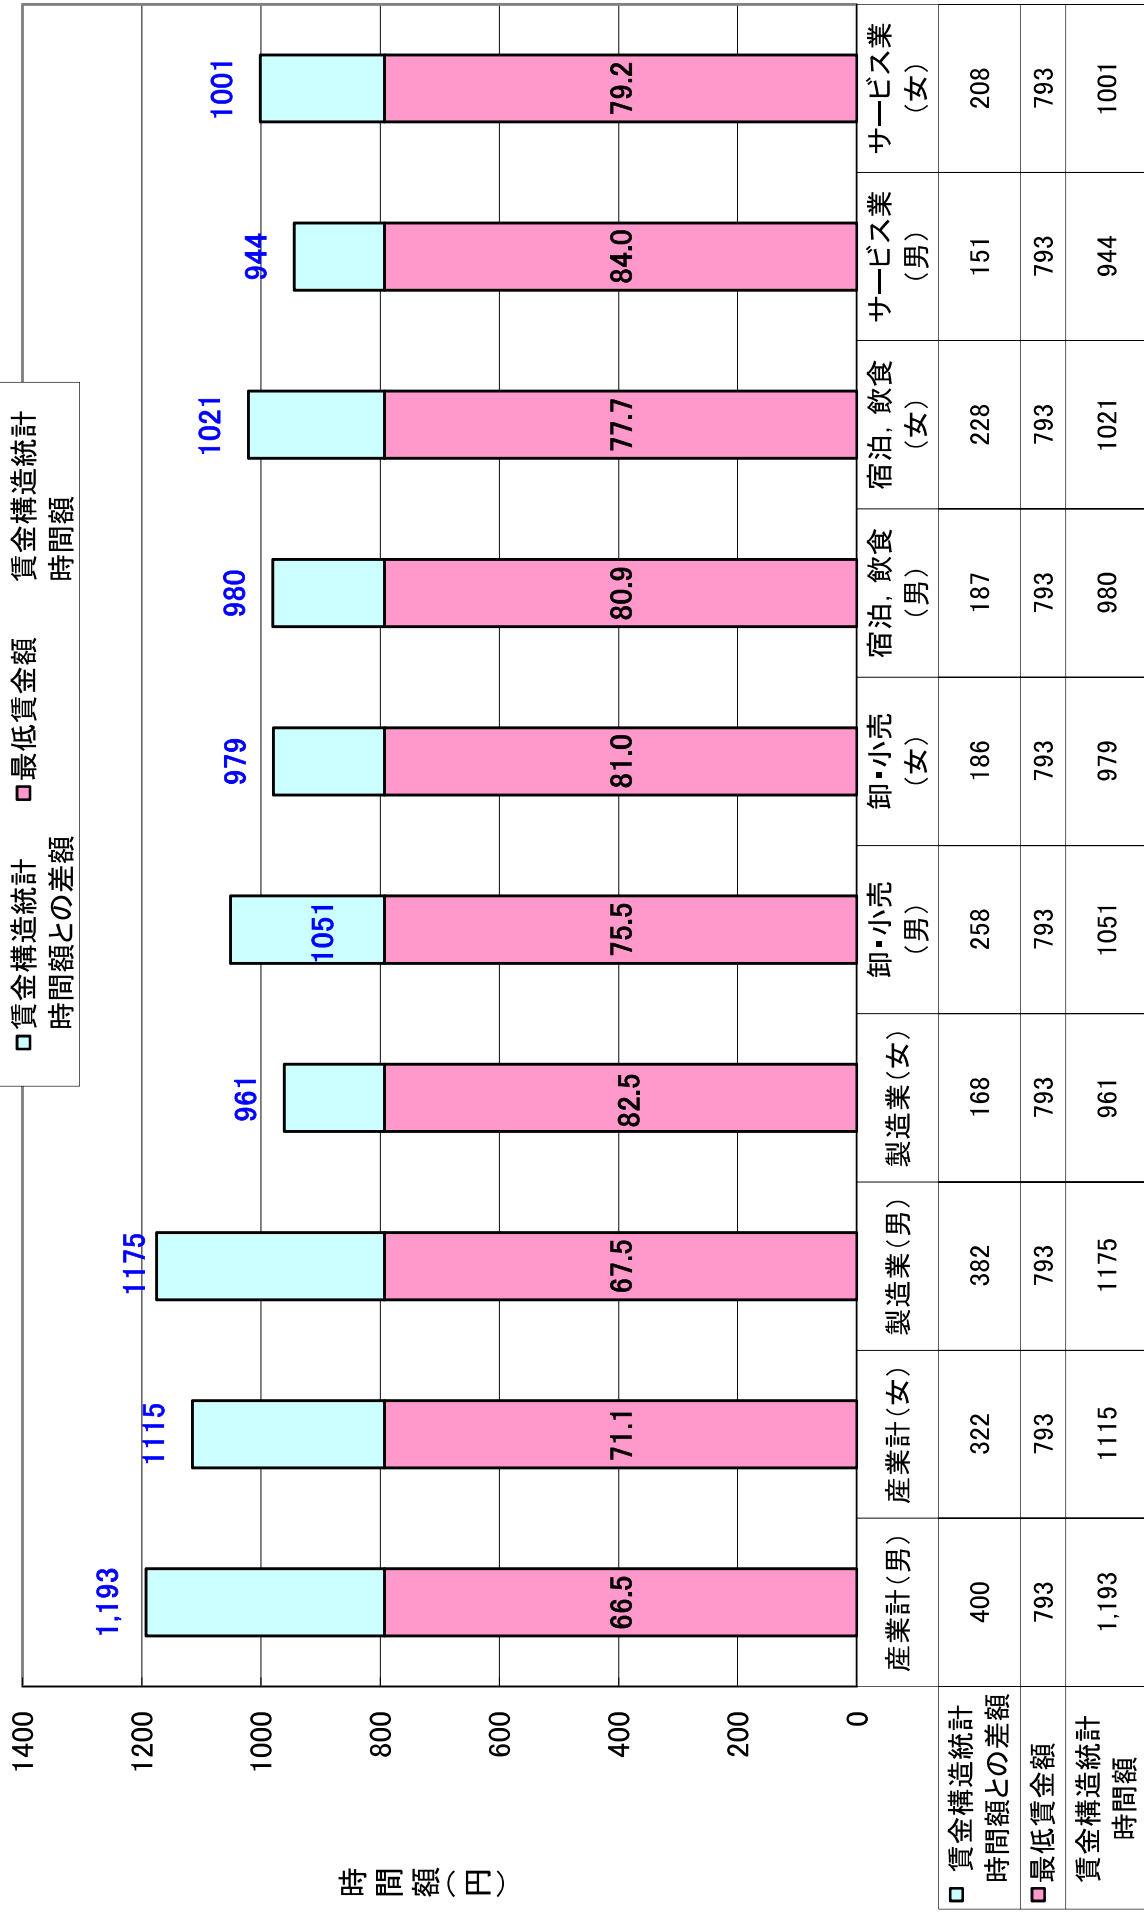 賃金構造統計
時間額との差額
最低賃金額
賃金構造統計
時間額
時間額(円)
1400
1200
1000
800
600
400
200
0
1,193
1115
1175
961
1051
979
980
1021
944
1001
66.5
71.1
67.5
82.5
75.5
81.0
80.9
77.7
84.0
79.2
産業計(男) 産業計(女) 製造業(男) 製造業(女) 卸・小売 卸・小売 宿泊,飲食 宿泊,飲食 サービス業 サービス業
(男) (女) (男) (女) (男) (女)
賃金構造統計
時間額との差額 400 322 382 168 258 186 187 228 151 208
最低賃金額 793 793 793 793 793 793 793 793 793 793
賃金構造統計
時間額 1,193 1115 1175 961 1051 979 980 1021 944 1001